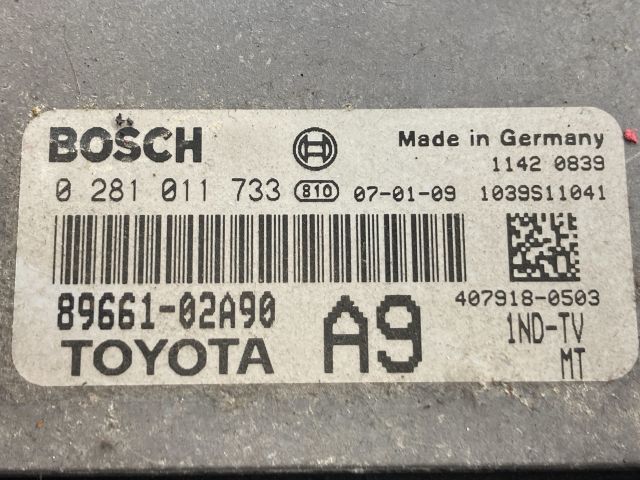 BOSCH
Made in Germany
1142 0839
0 281 011 733 810 07-01-09 1039S11041
407918-0503
89661-02A90
A9
1ND-TV
TOYOTA
MT